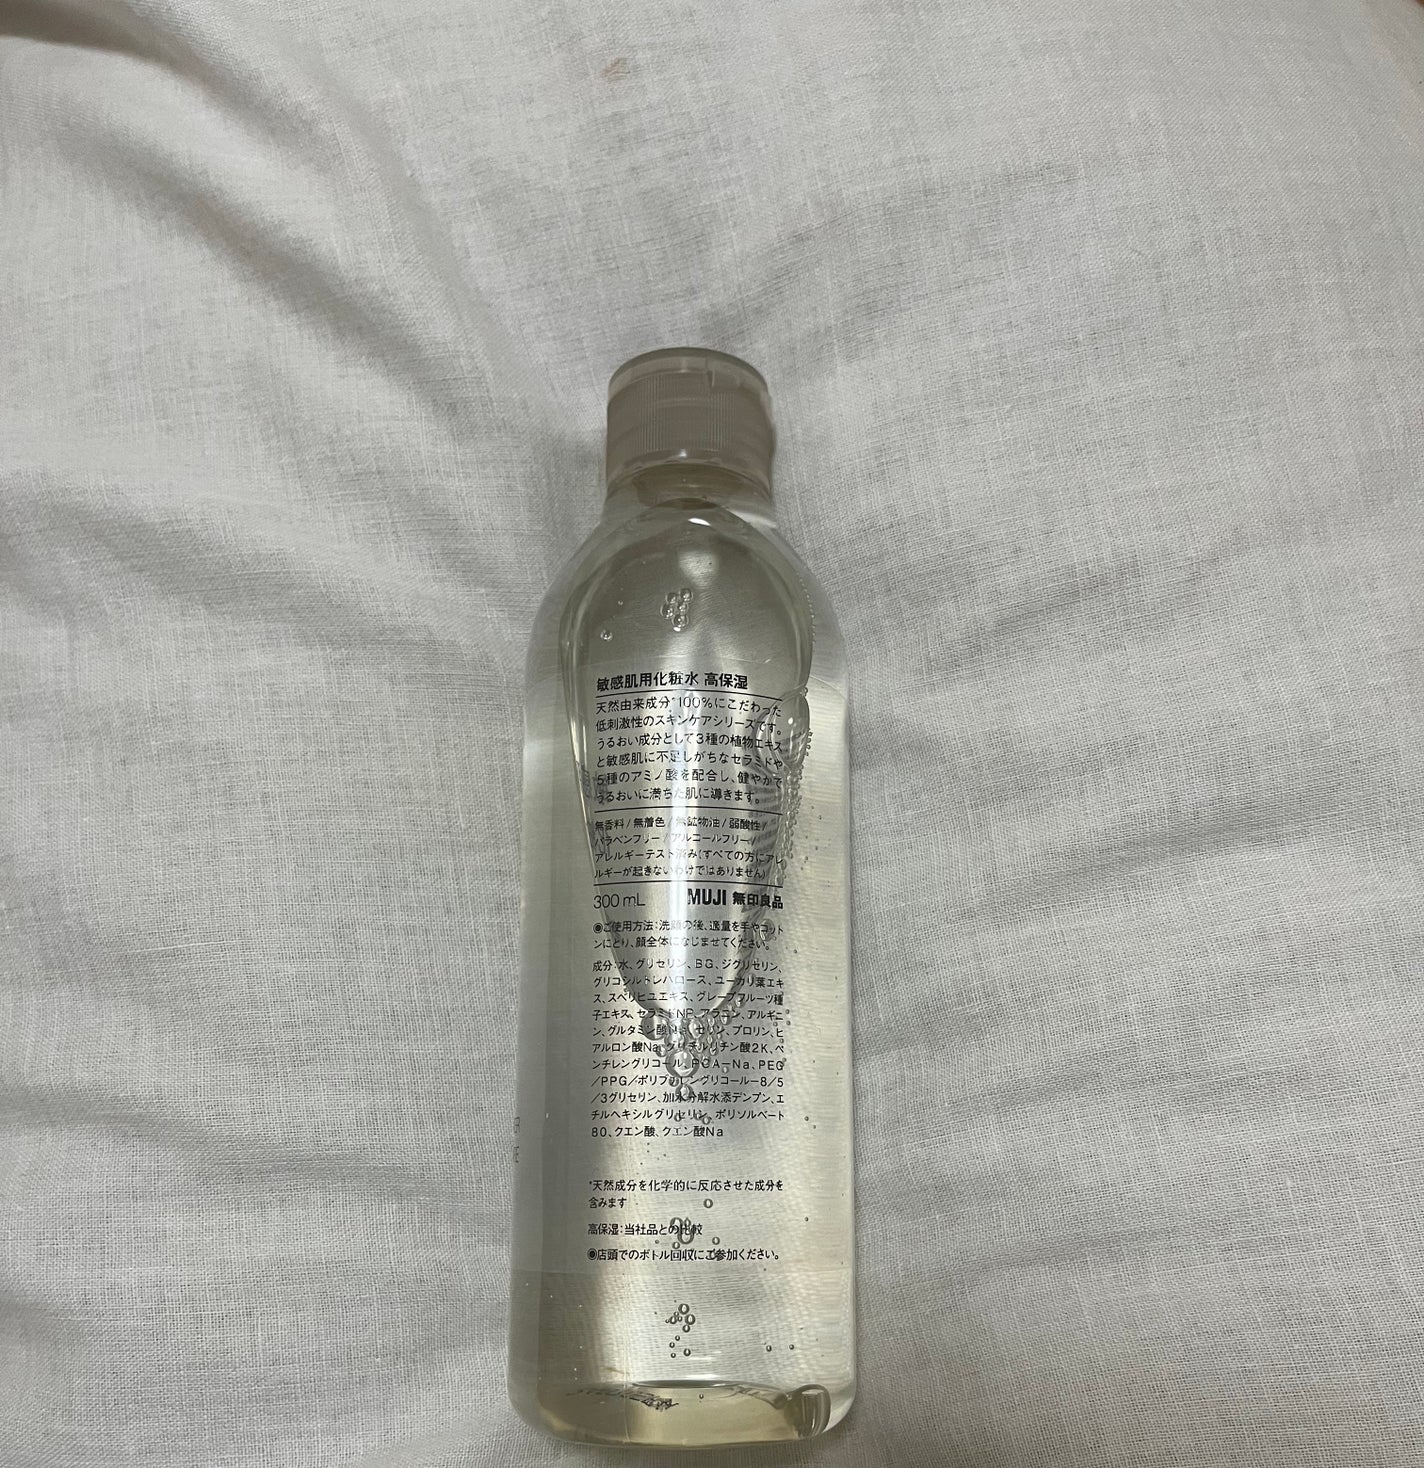 敏感肌用化粧水 高保湿
天然由来成分*100%にこだわった
低刺激性のスキンケアシリーズです。
うるおい成分として3種の植物エキス
と敏感肌に不足しがちなセラミドや
5種のアミノ酸を配合し、健やかで
うるおいに満ちた肌に導きます。
無香料/無着色/無鉱物油/弱酸性/
パラベンフリー/アルコールフリー/
アレルギーテスト済み(すべての方にアレ
ルギーが起きないわけではありません)
300 mL MUJI 無印良品
◉ご使用方法:洗顔の後、適量を手やコット
ンにとり、顔全体になじませてください。
成分:水、グリセリン、BG、ジグリセリン、
グリコシルトレハロース、ユーカリ葉エキ
ス、スベリヒユエキス、グレープフルーツ種
子エキス、セラミドNP、アラニン、アルギニ
ン、グルタミン酸Na、セリン、プロリン、ヒ
アルロン酸Na、グリチルリチン酸2K、ペ
ンチレングリコール、PCA-Na、PEG
/PPG/ポリブチレングリコール-8/5
/3グリセリン、加水分解水添デンプン、エ
チルヘキシルグリセリン、ポリソルベート
80、クエン酸、クエン酸Na
*天然成分を化学的に反応させた成分を
含みます
高保湿:当社品との比較
◉店頭でのボトル回収にご参加ください。